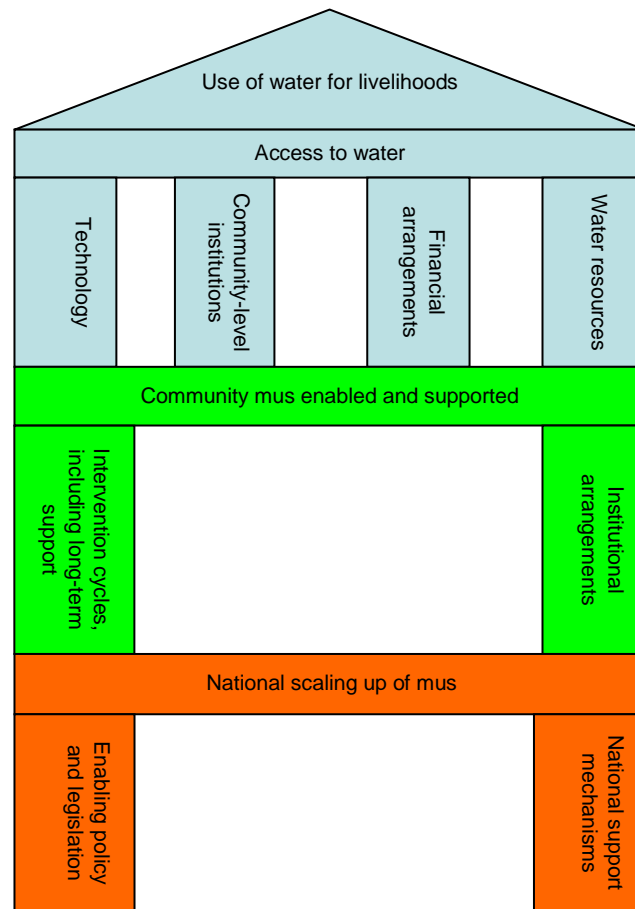 Use of water for livelihoods
Access to water
Technology
Community-level
institutions
Financial
arrangements
Water resources
Community mus enabled and supported
Intervention cycles,
including long-term
support
Institutional
arrangements
National scaling up of mus
Enabling policy
and legislation
National support
mechanisms